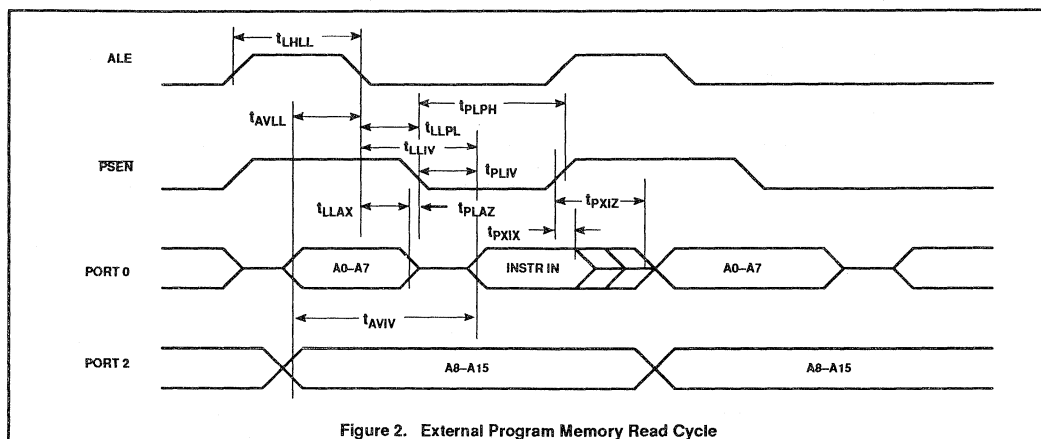 ALE
tLHLL
tPLPH
tAVLL
tLLPL
tLLIV
PSEN
tPLIV
tLLAX
tPLAZ
tPXIZ
tPXIX
PORT 0
A0–A7
INSTR IN
A0–A7
tAVIV
PORT 2
A8–A15
A8–A15
Figure 2. External Program Memory Read Cycle